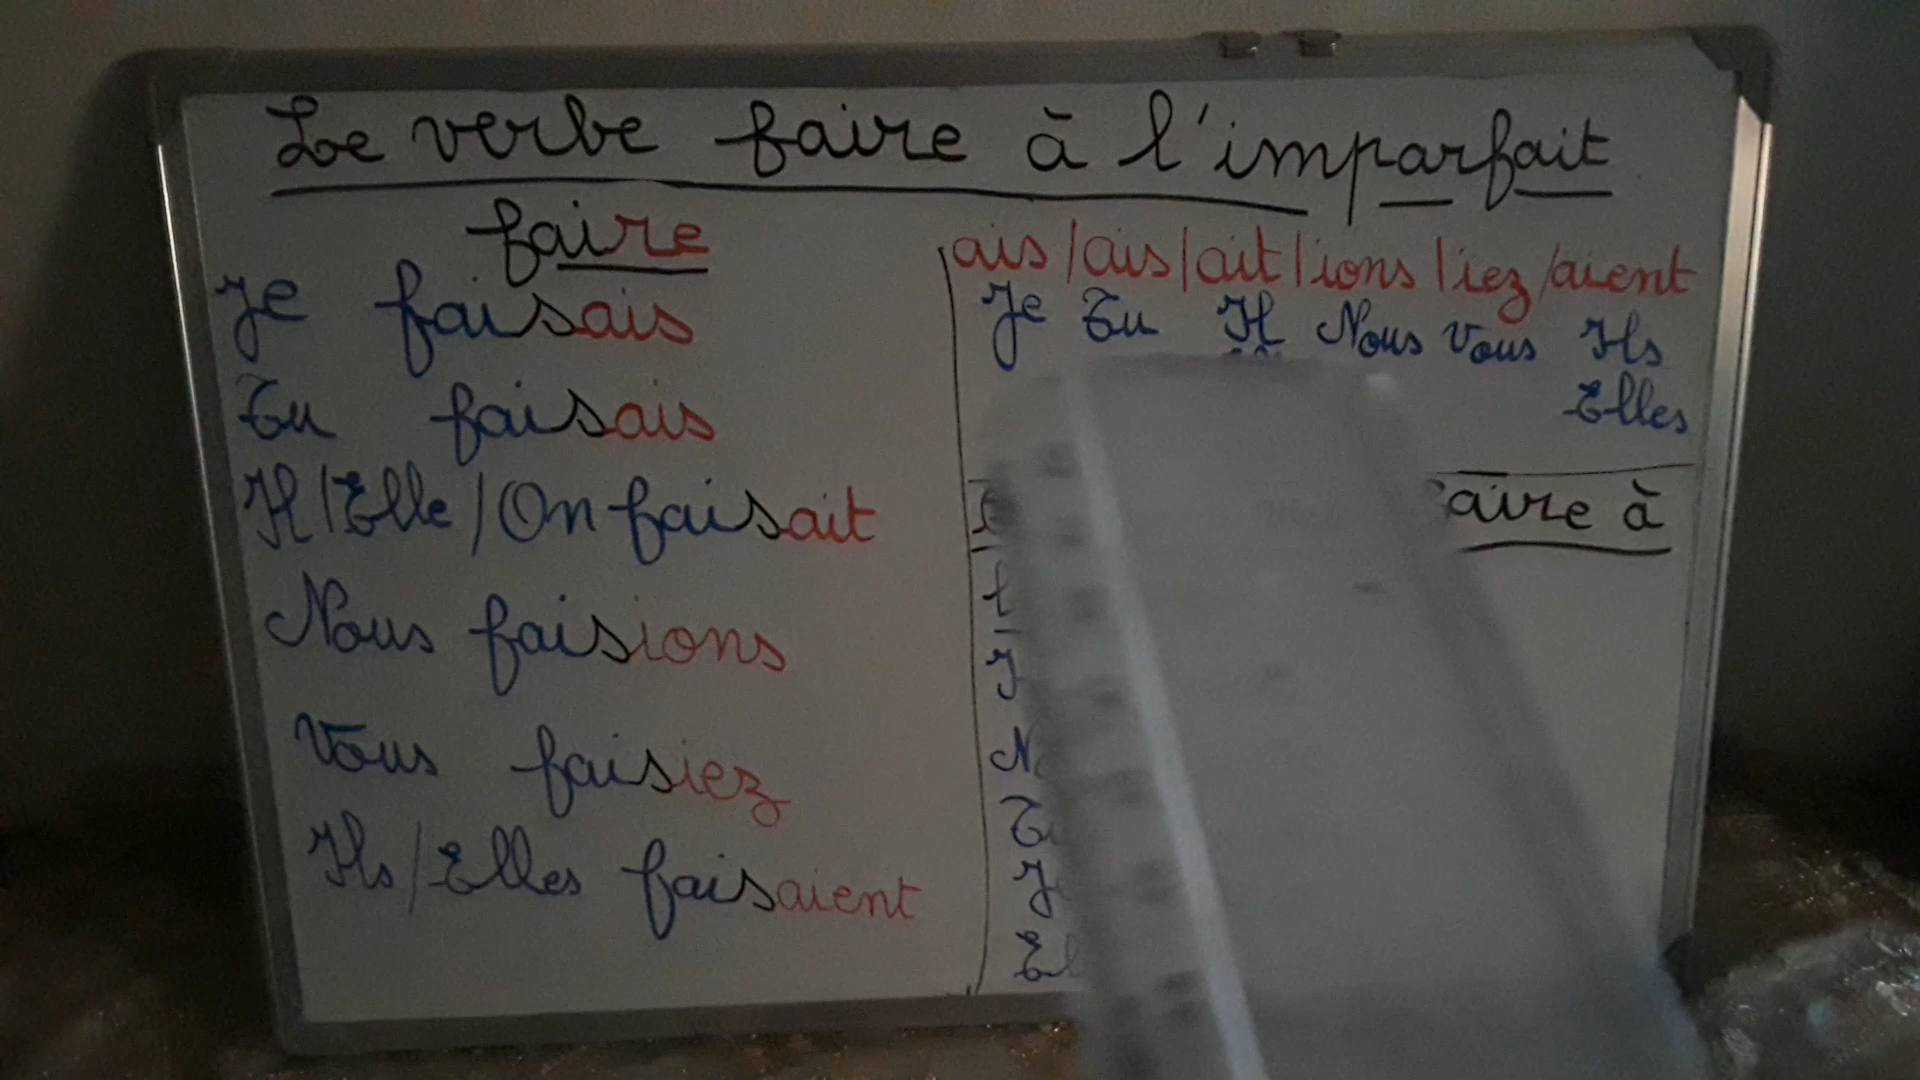 Le verbe faire à l'imparfait
faire
Je faisais
Tu faisais
Il/Elle/On faisait
Nous faisions
Vous faisiez
Ils/Elles faisaient
ais/ais/ait/ions/iez/aient
Je Tu Il Nous Vous Ils
Elles
aire à